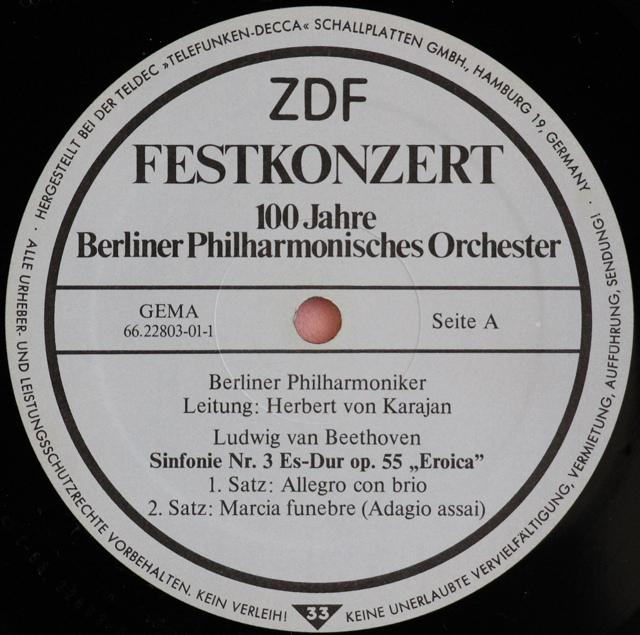 HERGESTELLT BEI DER TELDEC »TELEFUNKEN-DECCA« SCHALLPLATTEN GMBH., HAMBURG 19, GERMANY ·
ZDF
FESTKONZERT
100 Jahre
Berliner Philharmonisches Orchester
GEMA
66.22803-01-1
Seite A
Berliner Philharmoniker
Leitung: Herbert von Karajan
Ludwig van Beethoven
Sinfonie Nr. 3 Es-Dur op. 55 „Eroica”
1. Satz: Allegro con brio
2. Satz: Marcia funebre (Adagio assai)
· ALLE URHEBER- UND LEISTUNGSSCHUTZRECHTE VORBEHALTEN. KEIN VERLEIH!
33
KEINE UNERLAUBTE VERVIELFÄLTIGUNG, VERMIETUNG, AUFFÜHRUNG, SENDUNG!